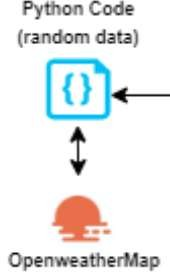 Python Code
(random data)
{}
OpenweatherMap